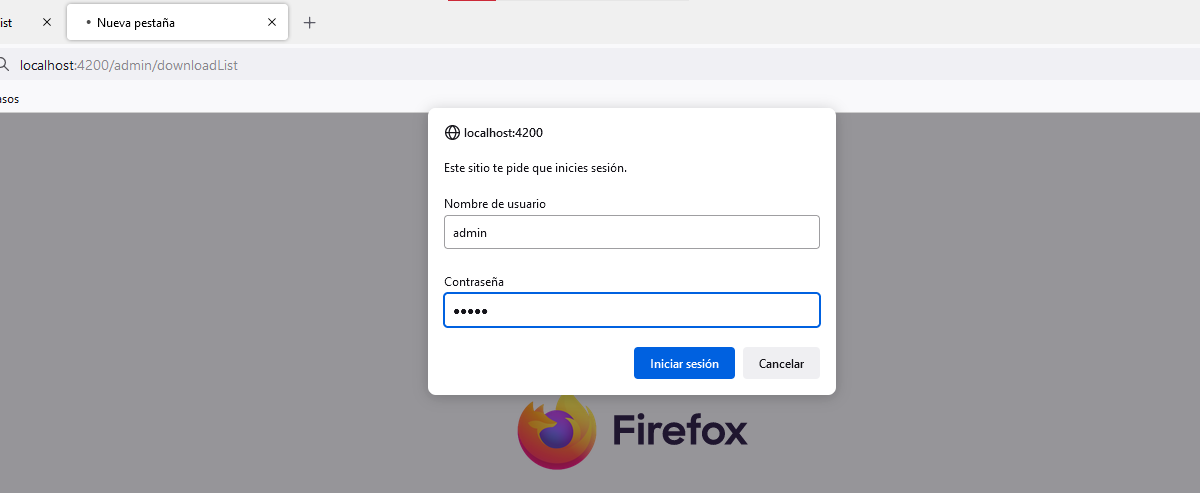 ist
Nueva pestaña
localhost:4200/admin/downloadList
asos
localhost:4200
Este sitio te pide que inicies sesión.
Nombre de usuario
admin
Contraseña
•••••
Iniciar sesión
Cancelar
Firefox